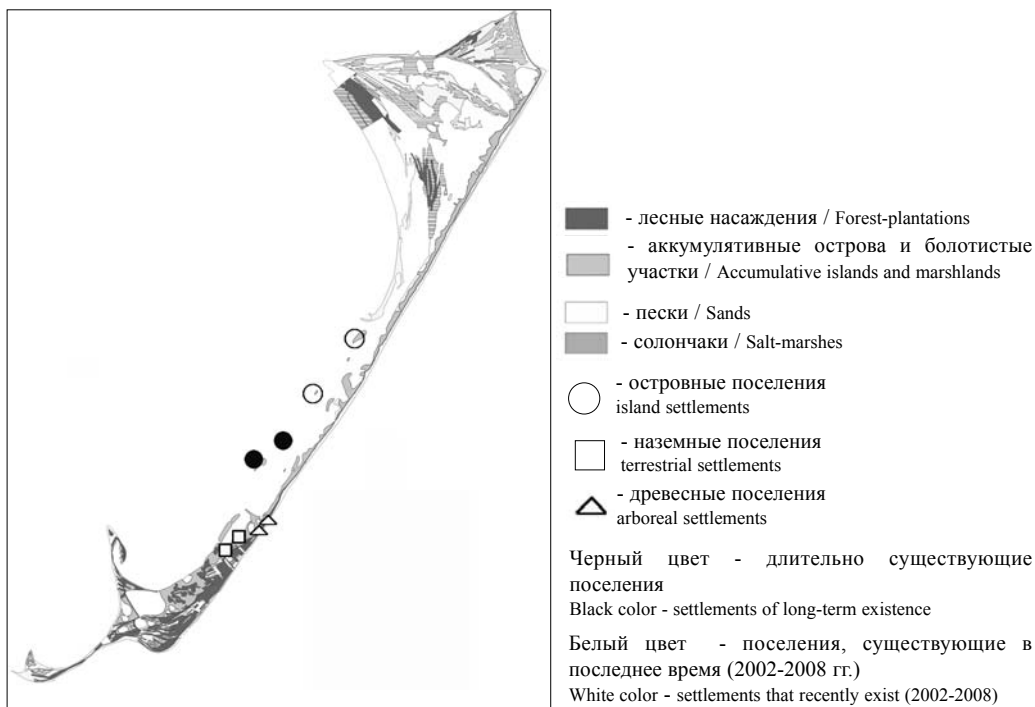 - лесные насаждения / Forest-plantations
- аккумулятивные острова и болотистые
участки / Accumulative islands and marshlands
- пески / Sands
- солончаки / Salt-marshes
- островные поселения
island settlements
- наземные поселения
terrestrial settlements
- древесные поселения
arboreal settlements
Черный цвет - длительно существующие
поселения
Black color - settlements of long-term existence
Белый цвет - поселения, существующие в
последнее время (2002-2008 гг.)
White color - settlements that recently exist (2002-2008)